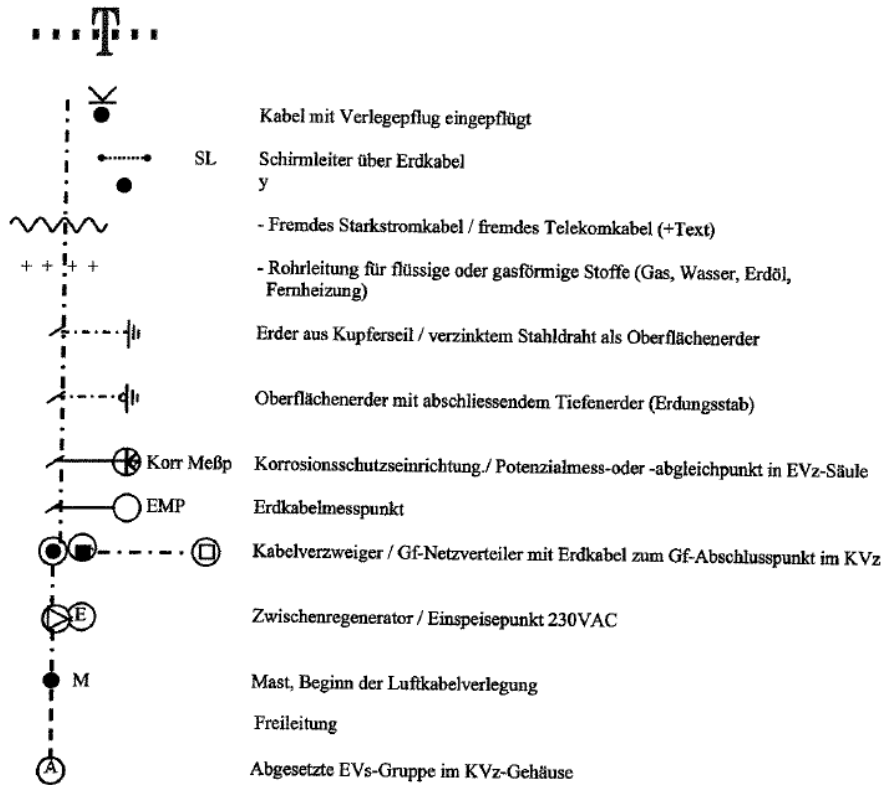 T
Kabel mit Verlegepflug eingepflügt
SL Schirmleiter über Erdkabel
y
- Fremdes Starkstromkabel / fremdes Telekomkabel (+Text)
+ + + + - Rohrleitung für flüssige oder gasförmige Stoffe (Gas, Wasser, Erdöl,
Fernheizung)
Erder aus Kupferseil / verzinktem Stahldraht als Oberflächenerder
Oberflächenerder mit abschliessendem Tiefenerder (Erdungsstab)
Korr Meßp Korrosionsschutzseinrichtung./ Potenzialmess-oder -abgleichpunkt in EVz-Säule
EMP Erdkabelmesspunkt
Kabelverzweiger / Gf-Netzverteiler mit Erdkabel zum Gf-Abschlusspunkt im KVz
E Zwischenregenerator / Einspeisepunkt 230VAC
M Mast, Beginn der Luftkabelverlegung
Freileitung
A Abgesetzte EVs-Gruppe im KVz-Gehäuse